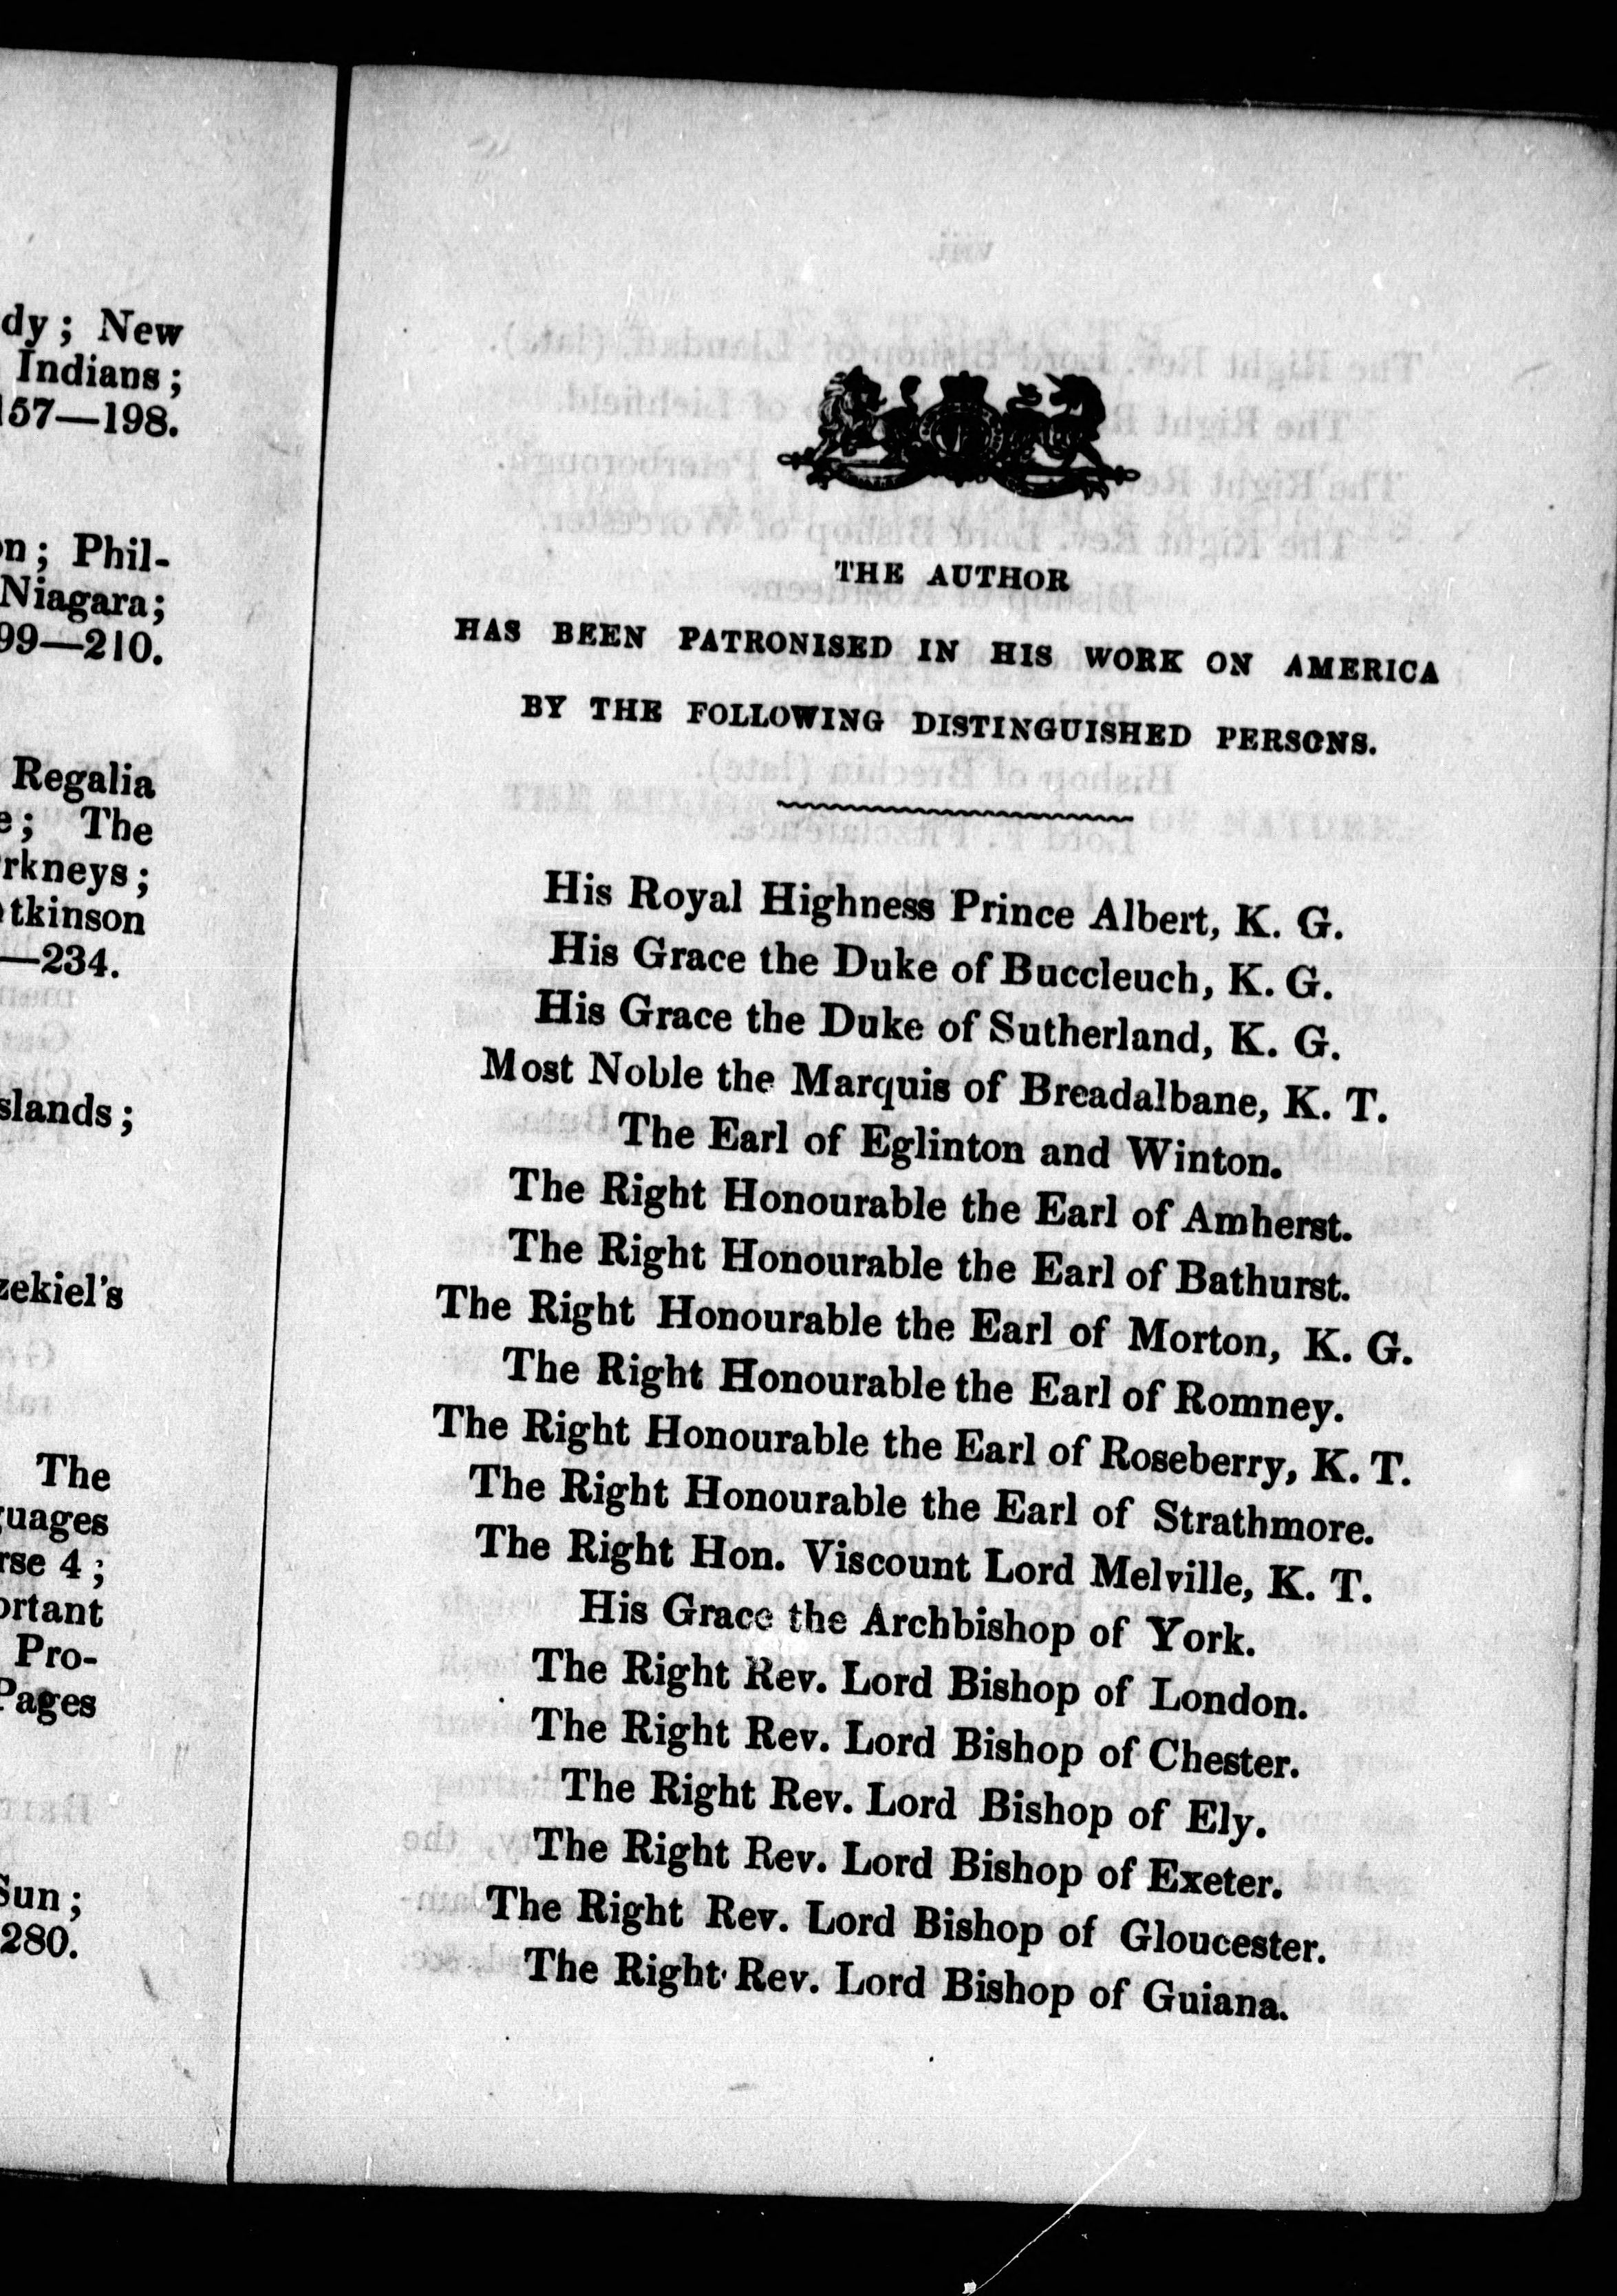 dy; New
Indians;
157—198.
n; Phil-
Niagara;
99—210.
Regalia
e; The
rkneys;
tkinson
—234.
slands;
zekiel's
The
guages
rse 4;
ortant
Pro-
Pages
Sun;
280.
THE AUTHOR
HAS BEEN PATRONISED IN HIS WORK ON AMERICA
BY THE FOLLOWING DISTINGUISHED PERSONS.
His Royal Highness Prince Albert, K. G.
His Grace the Duke of Buccleuch, K. G.
His Grace the Duke of Sutherland, K. G.
Most Noble the Marquis of Breadalbane, K. T.
The Earl of Eglinton and Winton.
The Right Honourable the Earl of Amherst.
The Right Honourable the Earl of Bathurst.
The Right Honourable the Earl of Morton, K. G.
The Right Honourable the Earl of Romney.
The Right Honourable the Earl of Roseberry, K. T.
The Right Honourable the Earl of Strathmore.
The Right Hon. Viscount Lord Melville, K. T.
His Grace the Archbishop of York.
The Right Rev. Lord Bishop of London.
The Right Rev. Lord Bishop of Chester.
The Right Rev. Lord Bishop of Ely.
The Right Rev. Lord Bishop of Exeter.
The Right Rev. Lord Bishop of Gloucester.
The Right Rev. Lord Bishop of Guiana.